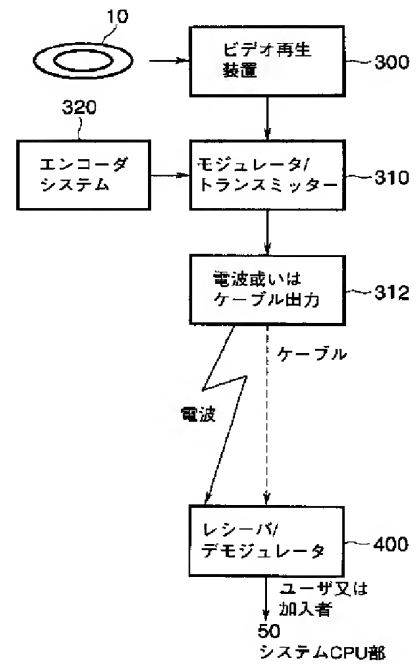 10
ビデオ再生
装置
300
320
エンコーダ
システム
モジュレータ/
トランスミッター
310
電波或いは
ケーブル出力
312
ケーブル
電波
レシーバ/
デモジュレータ
400
ユーザ又は
加入者
50
システムCPU部